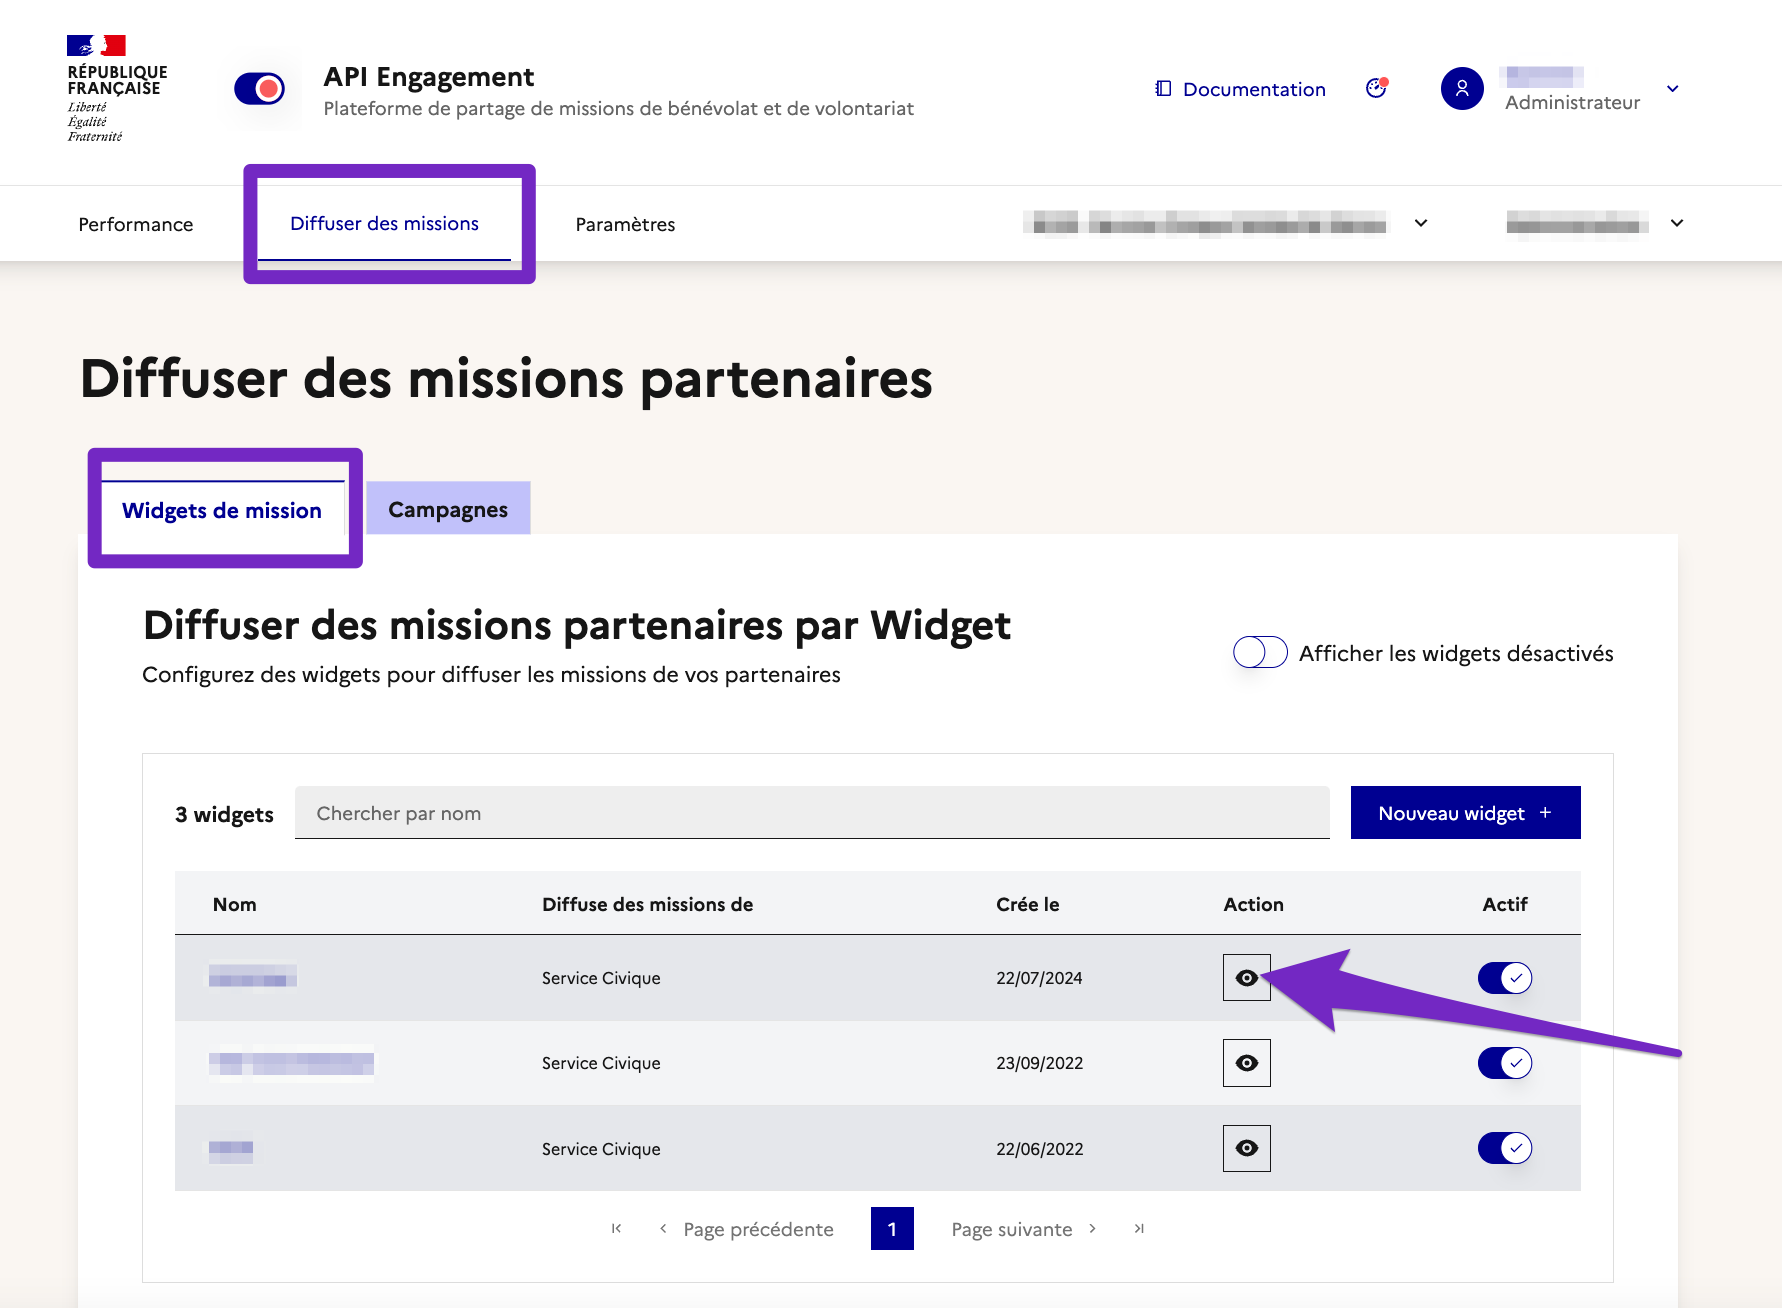 RÉPUBLIQUE
FRANÇAISE
Liberté
Égalité
Fraternité
API Engagement
Plateforme de partage de missions de bénévolat et de volontariat
Documentation
Administrateur
Performance
Diffuser des missions
Paramètres
Diffuser des missions partenaires
Widgets de mission
Campagnes
Diffuser des missions partenaires par Widget
Configurez des widgets pour diffuser les missions de vos partenaires
Afficher les widgets désactivés
3 widgets
Chercher par nom
Nouveau widget +
Nom Diffuse des missions de Crée le Action Actif
Service Civique 22/07/2024
Service Civique 23/09/2022
Service Civique 22/06/2022
Page précédente 1 Page suivante